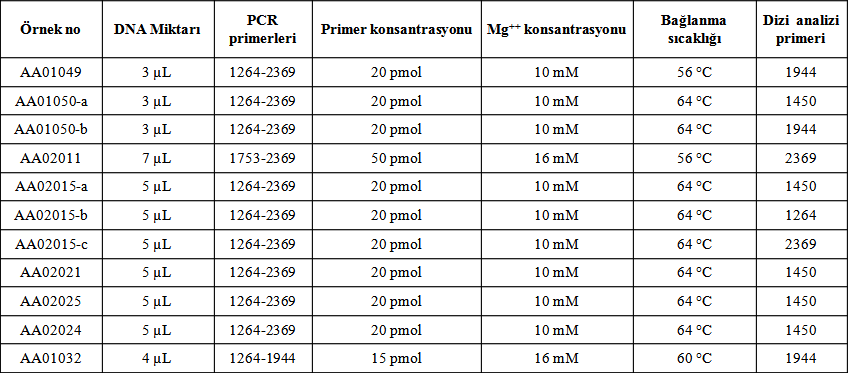 Örnek no DNA Miktarı PCR primerleri Primer konsantrasyonu Mg⁺⁺ konsantrasyonu Bağlanma sıcaklığı Dizi analizi primeri
AA01049 3 µL 1264-2369 20 pmol 10 mM 56 °C 1944
AA01050-a 3 µL 1264-2369 20 pmol 10 mM 64 °C 1450
AA01050-b 3 µL 1264-2369 20 pmol 10 mM 64 °C 1944
AA02011 7 µL 1753-2369 50 pmol 16 mM 56 °C 2369
AA02015-a 5 µL 1264-2369 20 pmol 10 mM 64 °C 1450
AA02015-b 5 µL 1264-2369 20 pmol 10 mM 64 °C 1264
AA02015-c 5 µL 1264-2369 20 pmol 10 mM 64 °C 2369
AA02021 5 µL 1264-2369 20 pmol 10 mM 64 °C 1450
AA02025 5 µL 1264-2369 20 pmol 10 mM 64 °C 1450
AA02024 5 µL 1264-2369 20 pmol 10 mM 64 °C 1450
AA01032 4 µL 1264-1944 15 pmol 16 mM 60 °C 1944